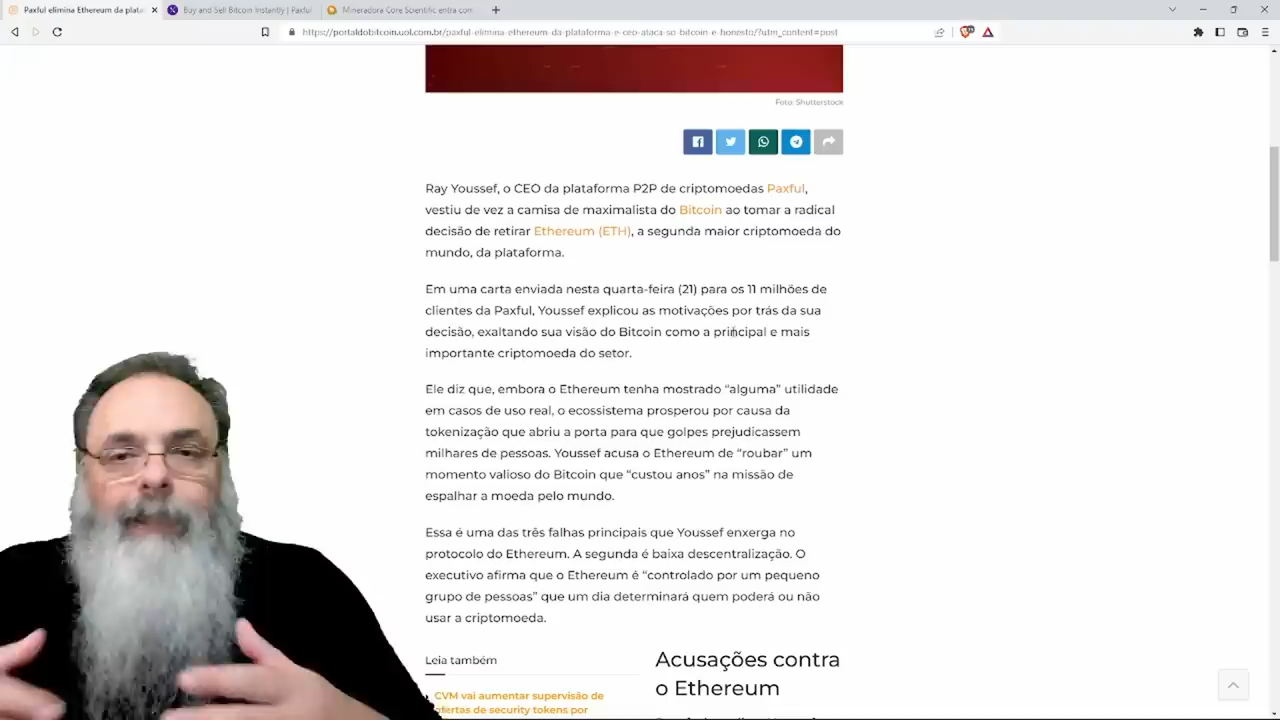 Paxful elimina Ethereum da plat
Buy and Sell Bitcoin Instantly | Paxful
Mineradora Core Scientific entra com
https://portaldobitcoin.uol.com.br/paxful-elimina-ethereum-da-plataforma-e-ceo-ataca-so-bitcoin-e-honesto/?utm_content=post
Foto: Shutterstock
Ray Youssef, o CEO da plataforma P2P de criptomoedas Paxful,
vestiu de vez a camisa de maximalista do Bitcoin ao tomar a radical
decisão de retirar Ethereum (ETH), a segunda maior criptomoeda do
mundo, da plataforma.
Em uma carta enviada nesta quarta-feira (21) para os 11 milhões de
clientes da Paxful, Youssef explicou as motivações por trás da sua
decisão, exaltando sua visão do Bitcoin como a principal e mais
importante criptomoeda do setor.
Ele diz que, embora o Ethereum tenha mostrado “alguma” utilidade
em casos de uso real, o ecossistema prosperou por causa da
tokenização que abriu a porta para que golpes prejudicassem
milhares de pessoas. Youssef acusa o Ethereum de “roubar” um
momento valioso do Bitcoin que “custou anos” na missão de
espalhar a moeda pelo mundo.
Essa é uma das três falhas principais que Youssef enxerga no
protocolo do Ethereum. A segunda é baixa descentralização. O
executivo afirma que o Ethereum é “controlado por um pequeno
grupo de pessoas” que um dia determinará quem poderá ou não
usar a criptomoeda.
Leia também
CVM vai aumentar supervisão de
ofertas de security tokens por
Acusações contra
o Ethereum